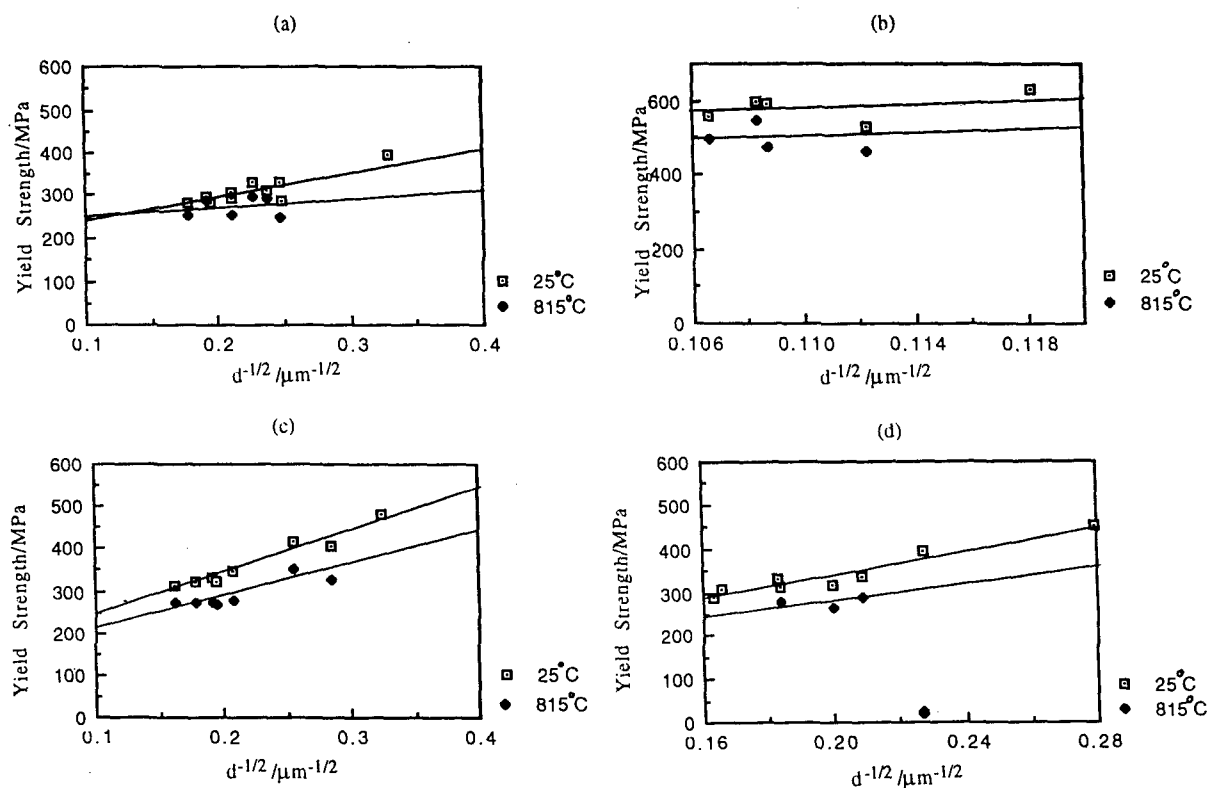 (a)
600
500
400
300
200
100
0
Yield Strength/MPa
0.1
0.2
0.3
0.4
d-1/2 /μm-1/2
25°C
815°C
(b)
600
500
400
300
200
100
0
Yield Strength/MPa
0.106
0.110
0.114
0.118
d-1/2 /μm-1/2
25°C
815°C
(c)
600
500
400
300
200
100
0
Yield Strength/MPa
0.1
0.2
0.3
0.4
d-1/2 /μm-1/2
25°C
815°C
(d)
600
500
400
300
200
100
0
Yield Strength/MPa
0.16
0.20
0.24
0.28
d-1/2 /μm-1/2
25°C
815°C